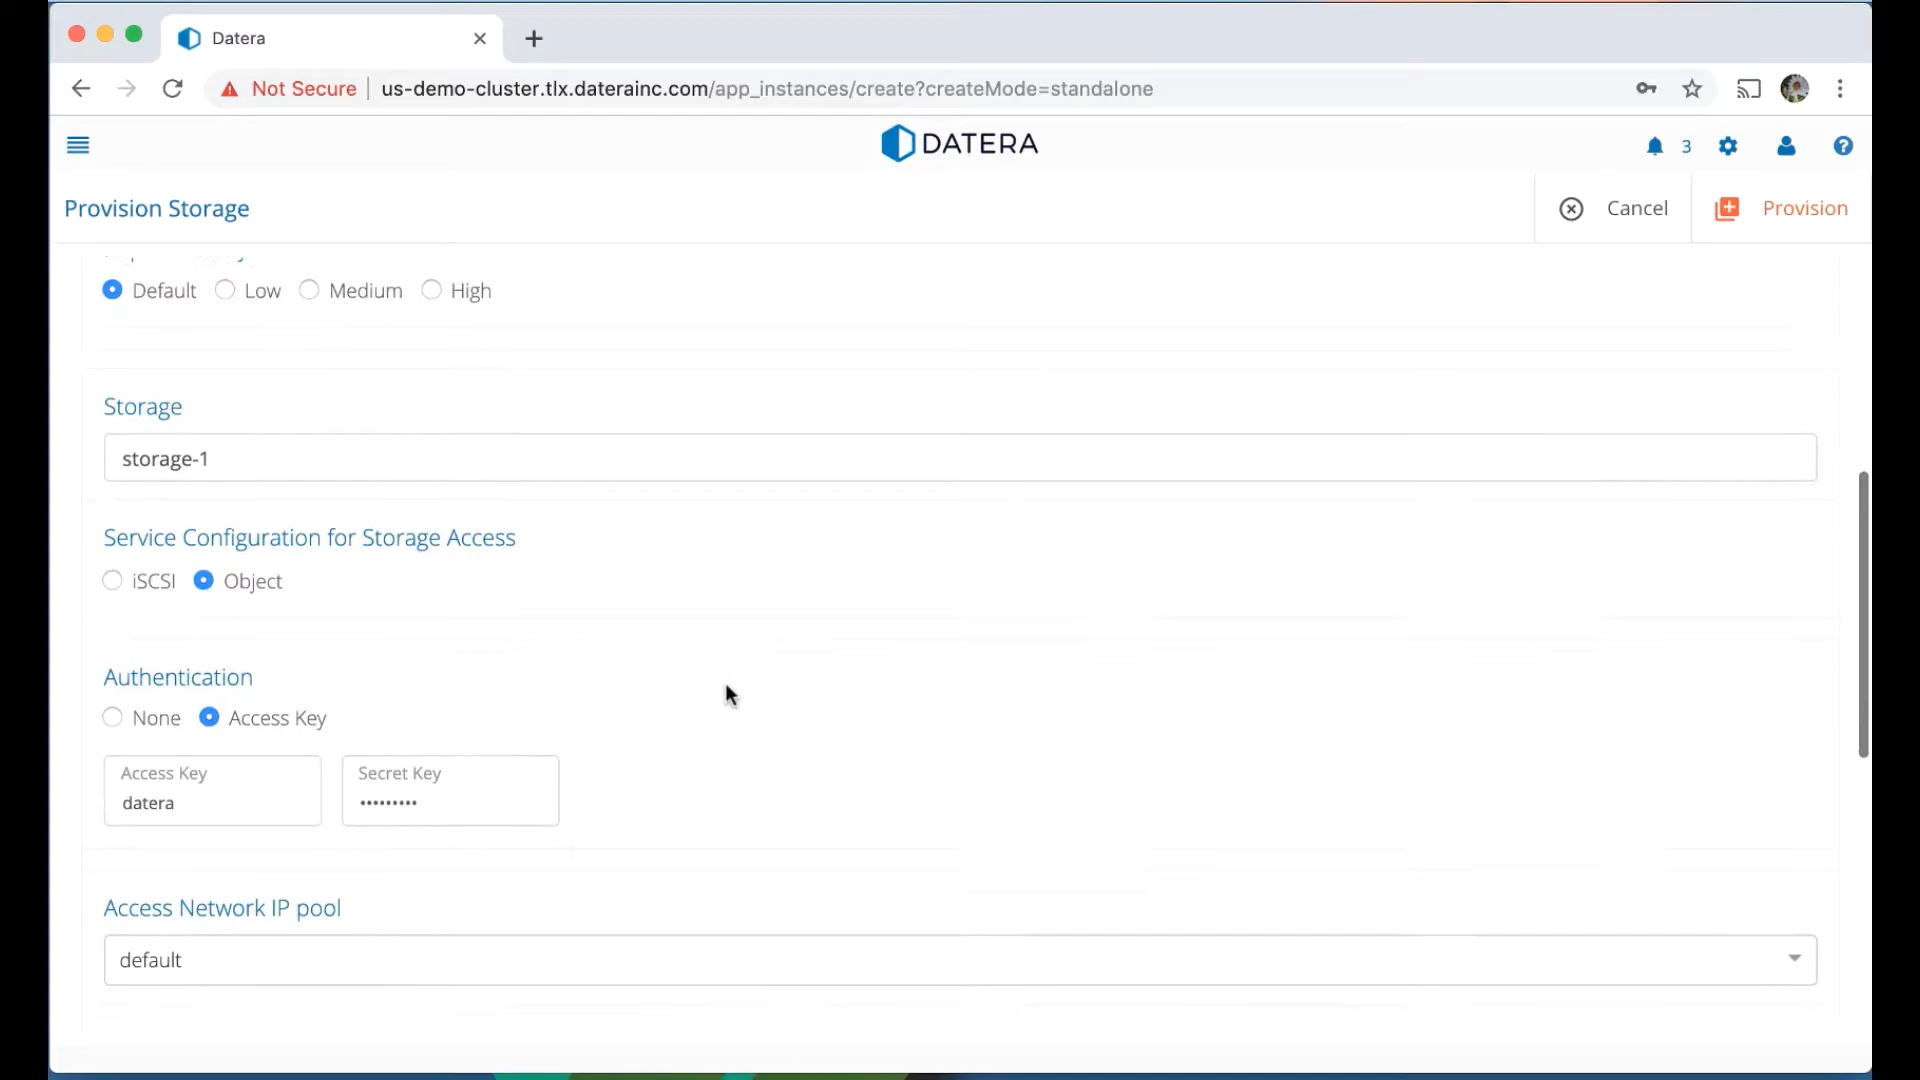 Datera
Not Secure us-demo-cluster.tlx.daterainc.com/app_instances/create?createMode=standalone
DATERA
3
Provision Storage
Cancel
Provision
Default Low Medium High
Storage
storage-1
Service Configuration for Storage Access
iSCSI Object
Authentication
None Access Key
Access Key Secret Key
datera •••••••••
Access Network IP pool
default